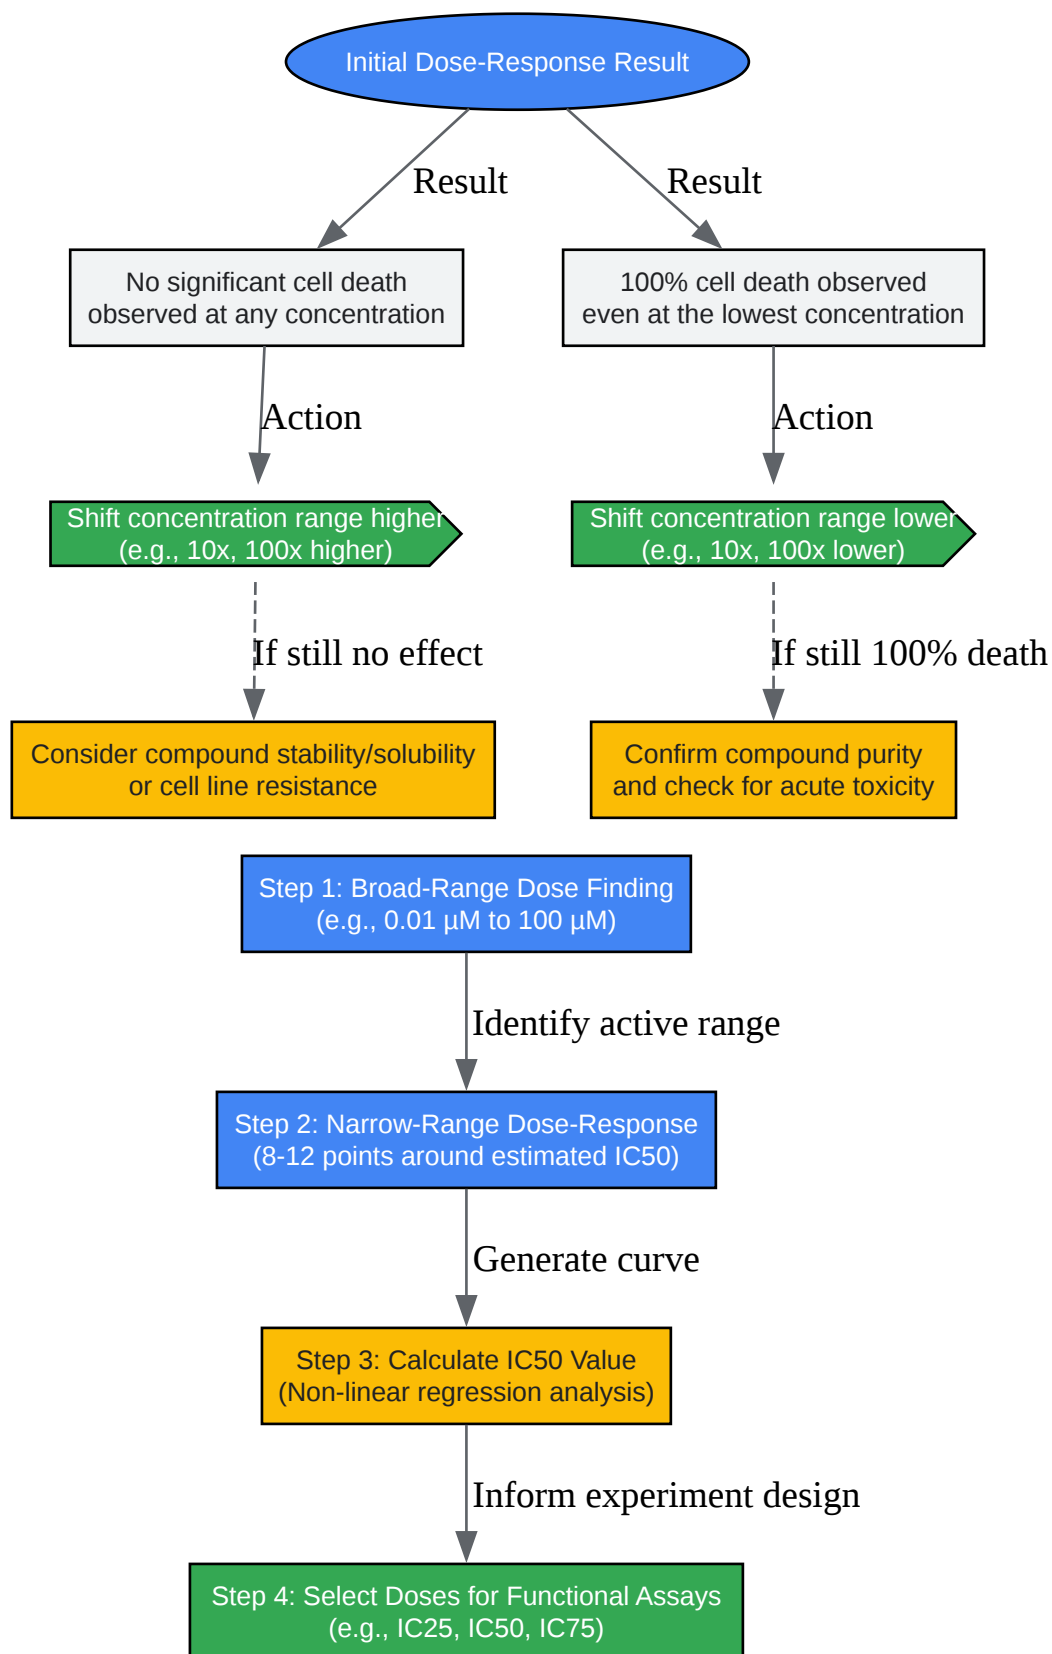 Initial Dose-Response Result
Result
Result
No significant cell death
observed at any concentration
100% cell death observed
even at the lowest concentration
Action
Action
Shift concentration range higher
(e.g., 10x, 100x higher)
Shift concentration range lower
(e.g., 10x, 100x lower)
If still no effect
If still 100% death
Consider compound stability/solubility
or cell line resistance
Confirm compound purity
and check for acute toxicity
Step 1: Broad-Range Dose Finding
(e.g., 0.01 µM to 100 µM)
Identify active range
Step 2: Narrow-Range Dose-Response
(8-12 points around estimated IC50)
Generate curve
Step 3: Calculate IC50 Value
(Non-linear regression analysis)
Inform experiment design
Step 4: Select Doses for Functional Assays
(e.g., IC25, IC50, IC75)